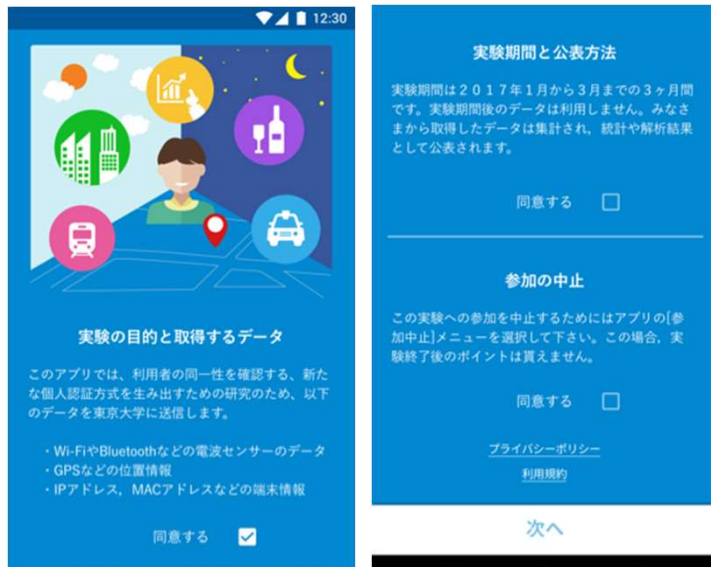 12:30
実験の目的と取得するデータ
このアプリでは、利用者の同一性を確認する、新た
な個人認証方式を生み出すための研究のため、以下
のデータを東京大学に送信します。
・Wi-FiやBluetoothなどの電波センサーのデータ
・GPSなどの位置情報
・IPアドレス，MACアドレスなどの端末情報
同意する
実験期間と公表方法
実験期間は２０１７年１月から３月までの３ヶ月間
です。実験期間後のデータは利用しません。みなさ
まから取得したデータは集計され，統計や解析結果
として公表されます。
同意する
参加の中止
この実験への参加を中止するためにはアプリの[参
加中止]メニューを選択して下さい。この場合，実
験終了後のポイントは貰えません。
同意する
プライバシーポリシー
利用規約
次へ